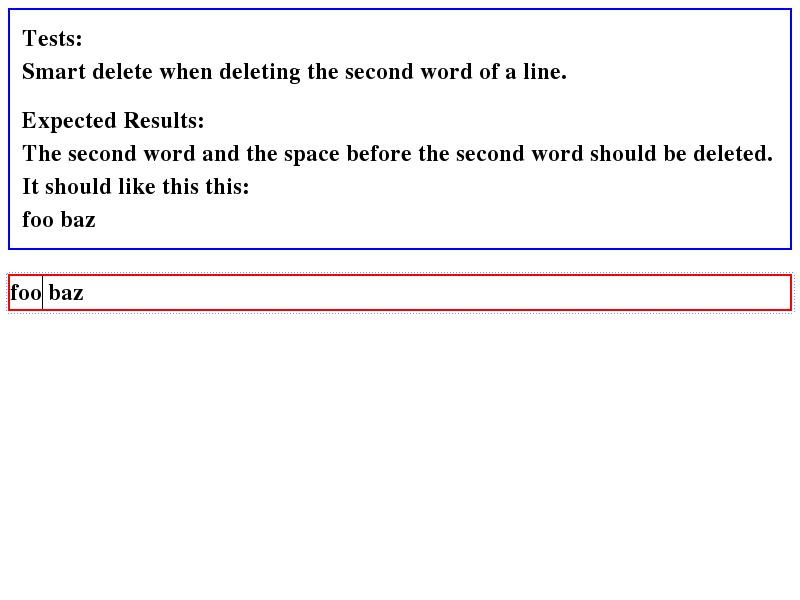 Tests:
Smart delete when deleting the second word of a line.
Expected Results:
The second word and the space before the second word should be deleted.
It should like this this:
foo baz
foo baz